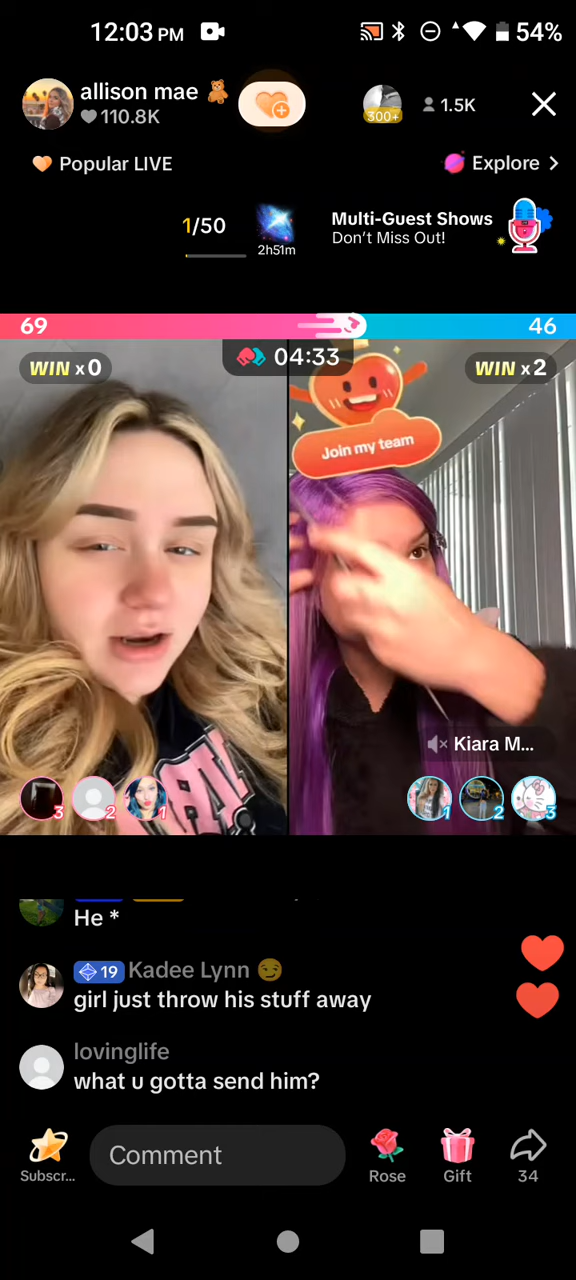 12:03 PM
54%
allison mae
110.8K
300+
1.5K
Popular LIVE
Explore >
1/50
2h51m
Multi-Guest Shows
Don't Miss Out!
69
46
WIN x0
04:33
WIN x2
Join my team
Kiara M...
3
2
1
1
2
3
He *
19 Kadee Lynn
girl just throw his stuff away
lovinglife
what u gotta send him?
Subscr...
Comment
Rose
Gift
34